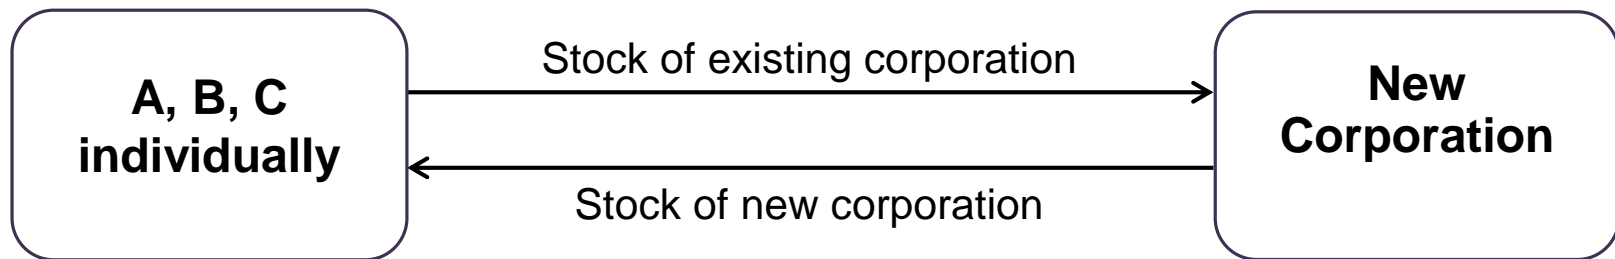 A, B, C
individually
Stock of existing corporation
Stock of new corporation
New
Corporation